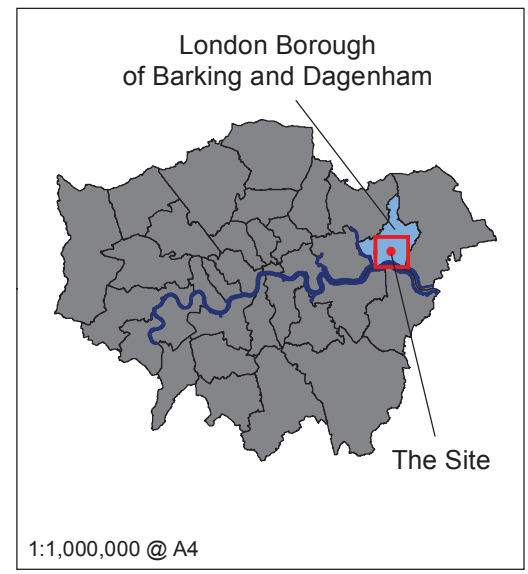 London Borough
of Barking and Dagenham
The Site
1:1,000,000 @ A4